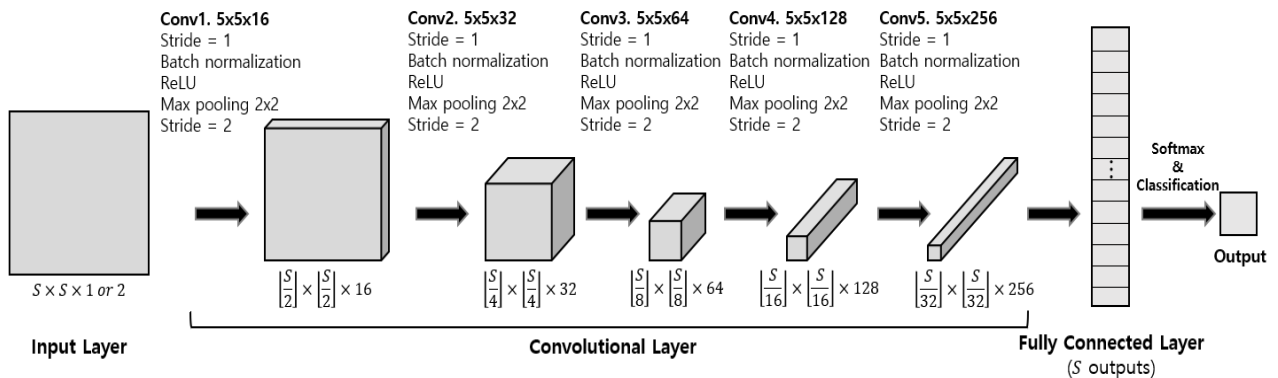 Conv1. 5x5x16
Stride = 1
Batch normalization
ReLU
Max pooling 2x2
Stride = 2
Conv2. 5x5x32
Stride = 1
Batch normalization
ReLU
Max pooling 2x2
Stride = 2
Conv3. 5x5x64
Stride = 1
Batch normalization
ReLU
Max pooling 2x2
Stride = 2
Conv4. 5x5x128
Stride = 1
Batch normalization
ReLU
Max pooling 2x2
Stride = 2
Conv5. 5x5x256
Stride = 1
Batch normalization
ReLU
Max pooling 2x2
Stride = 2
Softmax
&
Classification
Output
S × S × 1 or 2
⌊S/2⌋ × ⌊S/2⌋ × 16
⌊S/4⌋ × ⌊S/4⌋ × 32
⌊S/8⌋ × ⌊S/8⌋ × 64
⌊S/16⌋ × ⌊S/16⌋ × 128
⌊S/32⌋ × ⌊S/32⌋ × 256
Input Layer
Convolutional Layer
Fully Connected Layer
(S outputs)